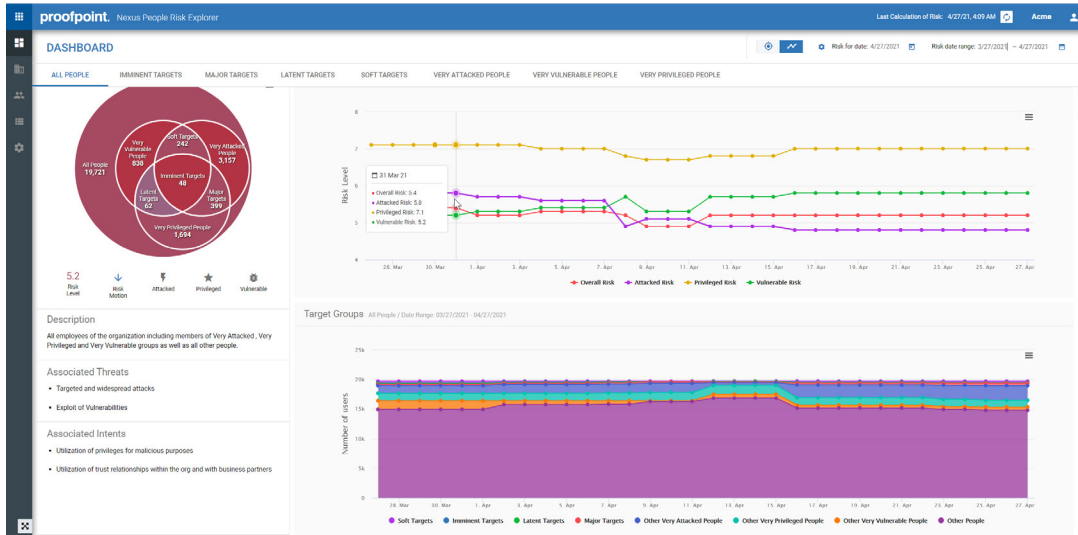 proofpoint. Nexus People Risk Explorer
Last Calculation of Risk: 4/27/21, 4:09 AM
Acme
DASHBOARD
Risk for date: 4/27/2021
Risk date range: 3/27/2021 – 4/27/2021
ALL PEOPLE IMMINENT TARGETS MAJOR TARGETS LATENT TARGETS SOFT TARGETS VERY ATTACKED PEOPLE VERY VULNERABLE PEOPLE VERY PRIVILEGED PEOPLE
Soft Targets
242
Very
Vulnerable
People
838
Very Attacked
People
3,157
All People
19,721
Imminent Targets
48
Latent
Targets
62
Major
Targets
399
Very Privileged People
1,694
5.2
Risk
Level
Risk
Motion
Attacked
Privileged
Vulnerable
Description
All employees of the organization including members of Very Attacked , Very
Privileged and Very Vulnerable groups as well as all other people.
Associated Threats
• Targeted and widespread attacks
• Exploit of Vulnerabilities
Associated Intents
• Utilization of privileges for malicious purposes
• Utilization of trust relationships within the org and with business partners
8
7
6
5
4
Risk Level
31 Mar 21
• Overall Risk: 5.4
• Attacked Risk: 5.8
• Privileged Risk: 7.1
• Vulnerable Risk: 5.2
28. Mar 30. Mar 1. Apr 3. Apr 5. Apr 7. Apr 9. Apr 11. Apr 13. Apr 15. Apr 17. Apr 19. Apr 21. Apr 23. Apr 25. Apr 27. Apr
Overall Risk Attacked Risk Privileged Risk Vulnerable Risk
Target Groups All People / Date Range: 03/27/2021 - 04/27/2021
25k
20k
15k
10k
5k
0
Number of users
28. Mar 30. Mar 1. Apr 3. Apr 5. Apr 7. Apr 9. Apr 11. Apr 13. Apr 15. Apr 17. Apr 19. Apr 21. Apr 23. Apr 25. Apr 27. Apr
Soft Targets Imminent Targets Latent Targets Major Targets Other Very Attacked People Other Very Privileged People Other Very Vulnerable People Other People